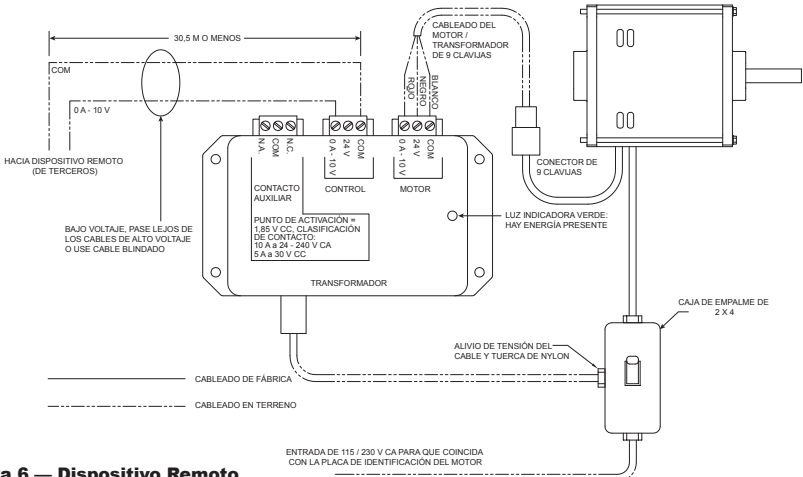 30,5 M O MENOS
COM
0 A - 10 V
HACIA DISPOSITIVO REMOTO
(DE TERCEROS)
BAJO VOLTAJE, PASE LEJOS DE
LOS CABLES DE ALTO VOLTAJE
O USE CABLE BLINDADO
CABLEADO DEL
MOTOR /
TRANSFORMADOR
DE 9 CLAVIJAS
ROJO
NEGRO
BLANCO
N.A.
COM
N.C.
0 A - 10 V
24 V
COM
0 A - 10 V
24 V
COM
CONTACTO
AUXILIAR
CONTROL
MOTOR
PUNTO DE ACTIVACIÓN =
1,85 V CC, CLASIFICACIÓN
DE CONTACTO:
10 A a 24 - 240 V CA
5 A a 30 V CC
TRANSFORMADOR
CONECTOR DE
9 CLAVIJAS
LUZ INDICADORA VERDE:
HAY ENERGÍA PRESENTE
CAJA DE EMPALME DE
2 X 4
ALIVIO DE TENSIÓN DEL
CABLE Y TUERCA DE NYLON
CABLEADO DE FÁBRICA
CABLEADO EN TERRENO
ENTRADA DE 115 / 230 V CA PARA QUE COINCIDA
CON LA PLACA DE IDENTIFICACIÓN DEL MOTOR
a 6 — Dispositivo Remoto